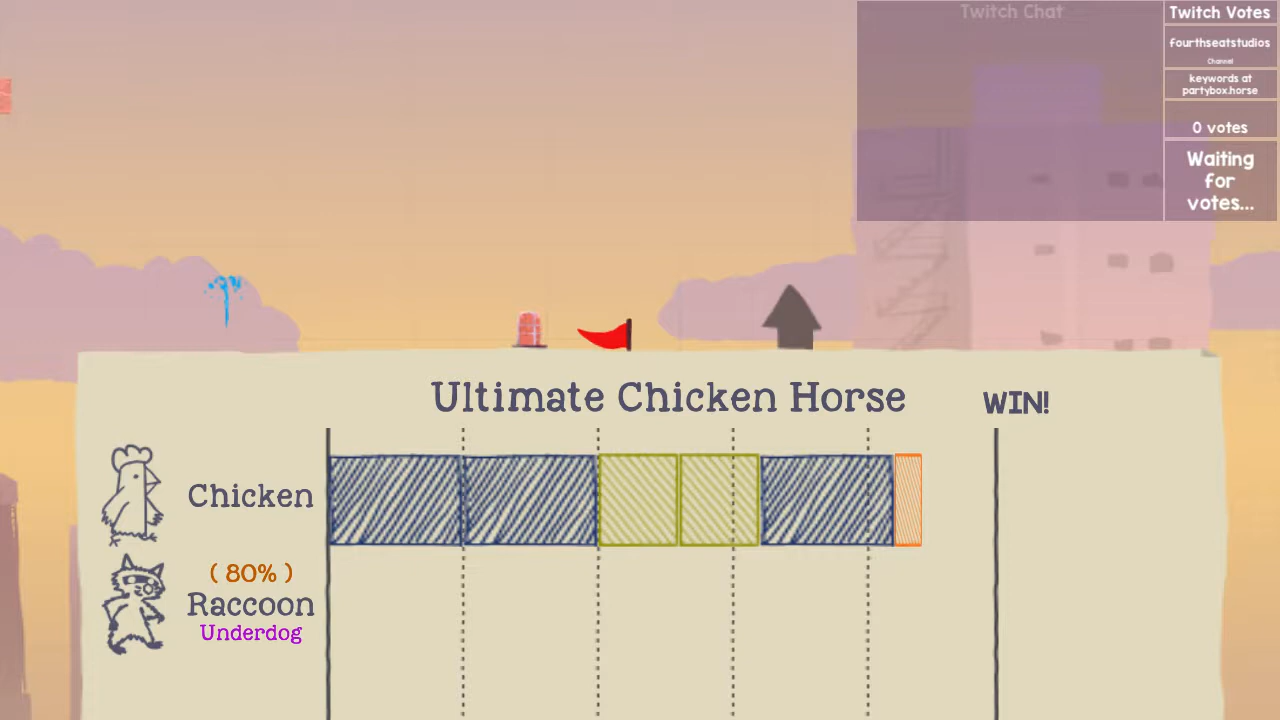 Twitch Chat
Twitch Votes
fourthseatstudios
Channel
keywords at
partybox.horse
0 votes
Waiting
for
votes...
Ultimate Chicken Horse
WIN!
Chicken
( 80% )
Raccoon
Underdog